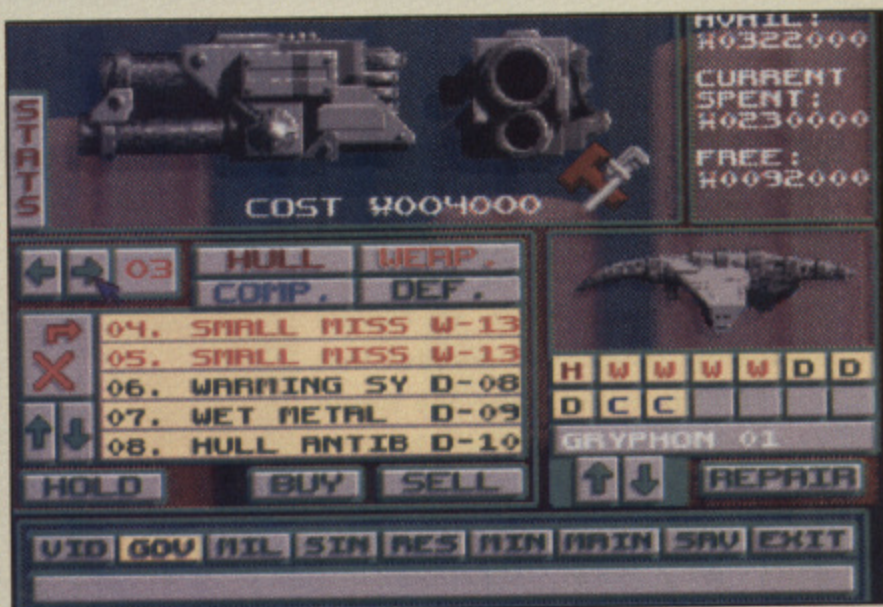 AVAIL:
0322000
CURRENT
SPENT:
0230000
FREE:
0092000
STATS
COST 004000
03
HULL
WEAP.
COMP.
DEF.
04. SMALL MISS W-13
05. SMALL MISS W-13
06. WARMING SY D-08
07. WET METAL D-09
08. HULL ANTIB D-10
HOLD
BUY
SELL
H W W W W D D
D C C
GRYPHON 01
REPAIR
VID GOV MIL SIN RES MIN MAIN SAV EXIT